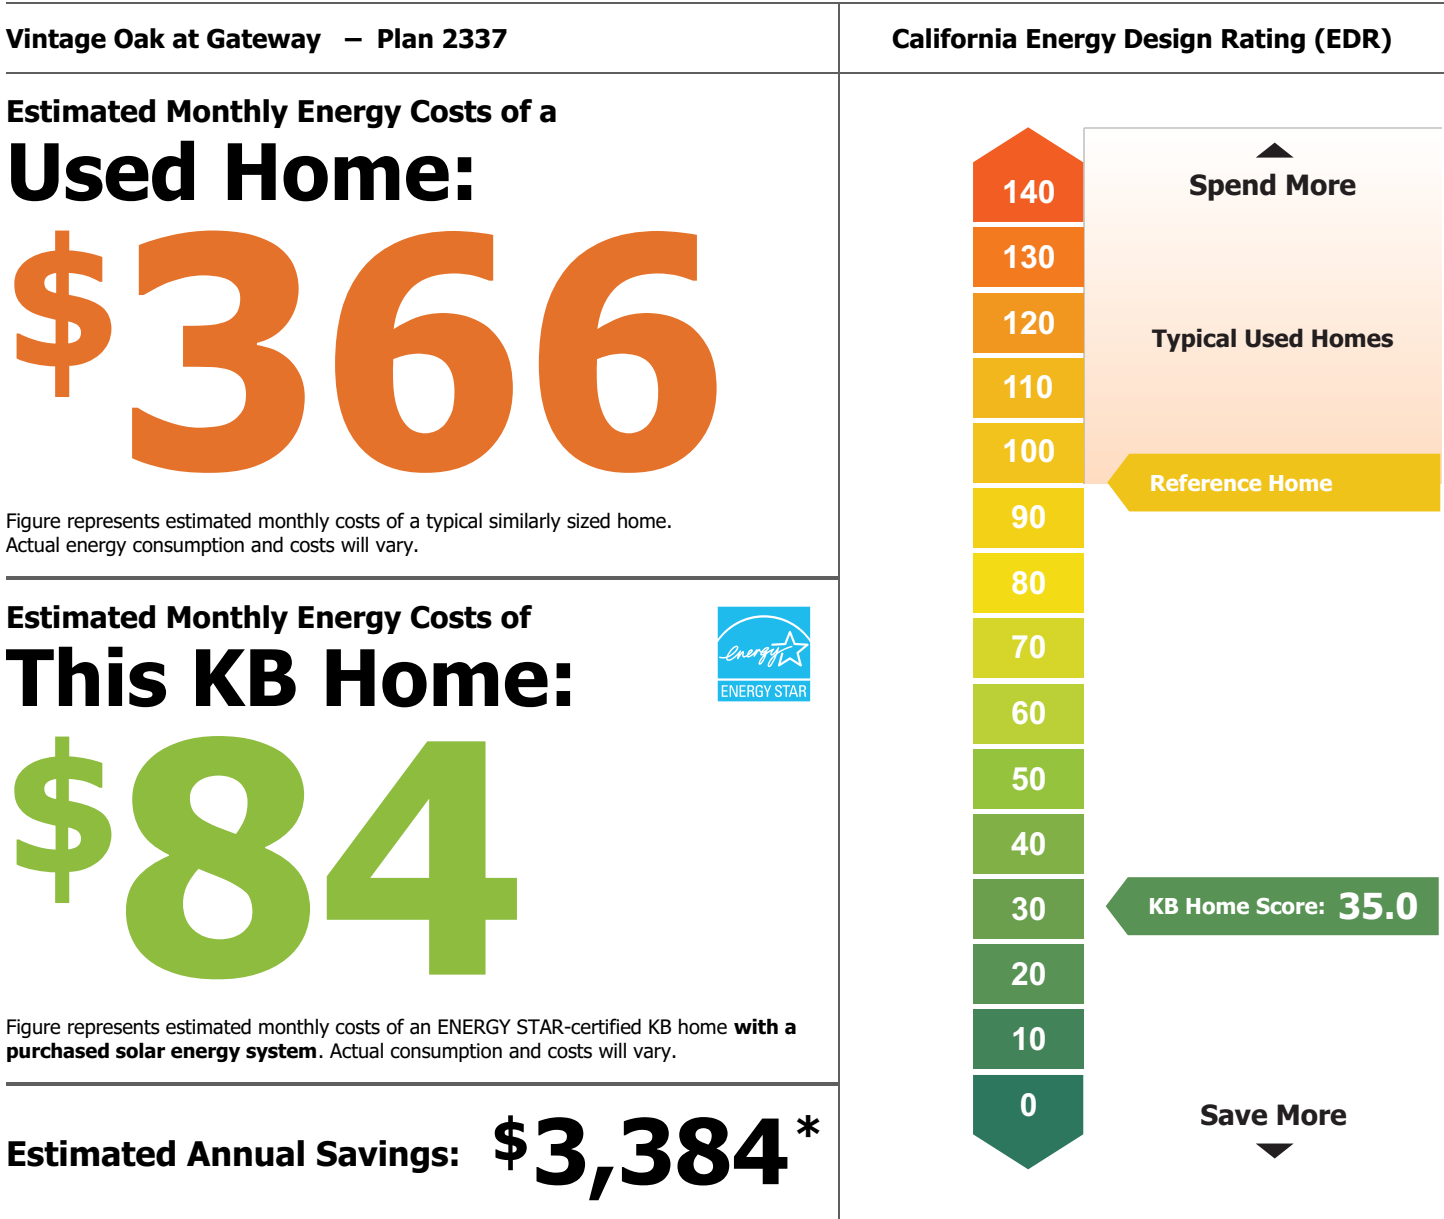 Vintage Oak at Gateway – Plan 2337
Estimated Monthly Energy Costs of a
Used Home:
$366
Figure represents estimated monthly costs of a typical similarly sized home.
Actual energy consumption and costs will vary.
Estimated Monthly Energy Costs of
This KB Home:
energy
ENERGY STAR
$84
Figure represents estimated monthly costs of an ENERGY STAR-certified KB home with a
purchased solar energy system. Actual consumption and costs will vary.
Estimated Annual Savings: $3,384*
California Energy Design Rating (EDR)
140
Spend More
130
120
Typical Used Homes
110
100
Reference Home
90
80
70
60
50
40
30
KB Home Score: 35.0
20
10
0
Save More